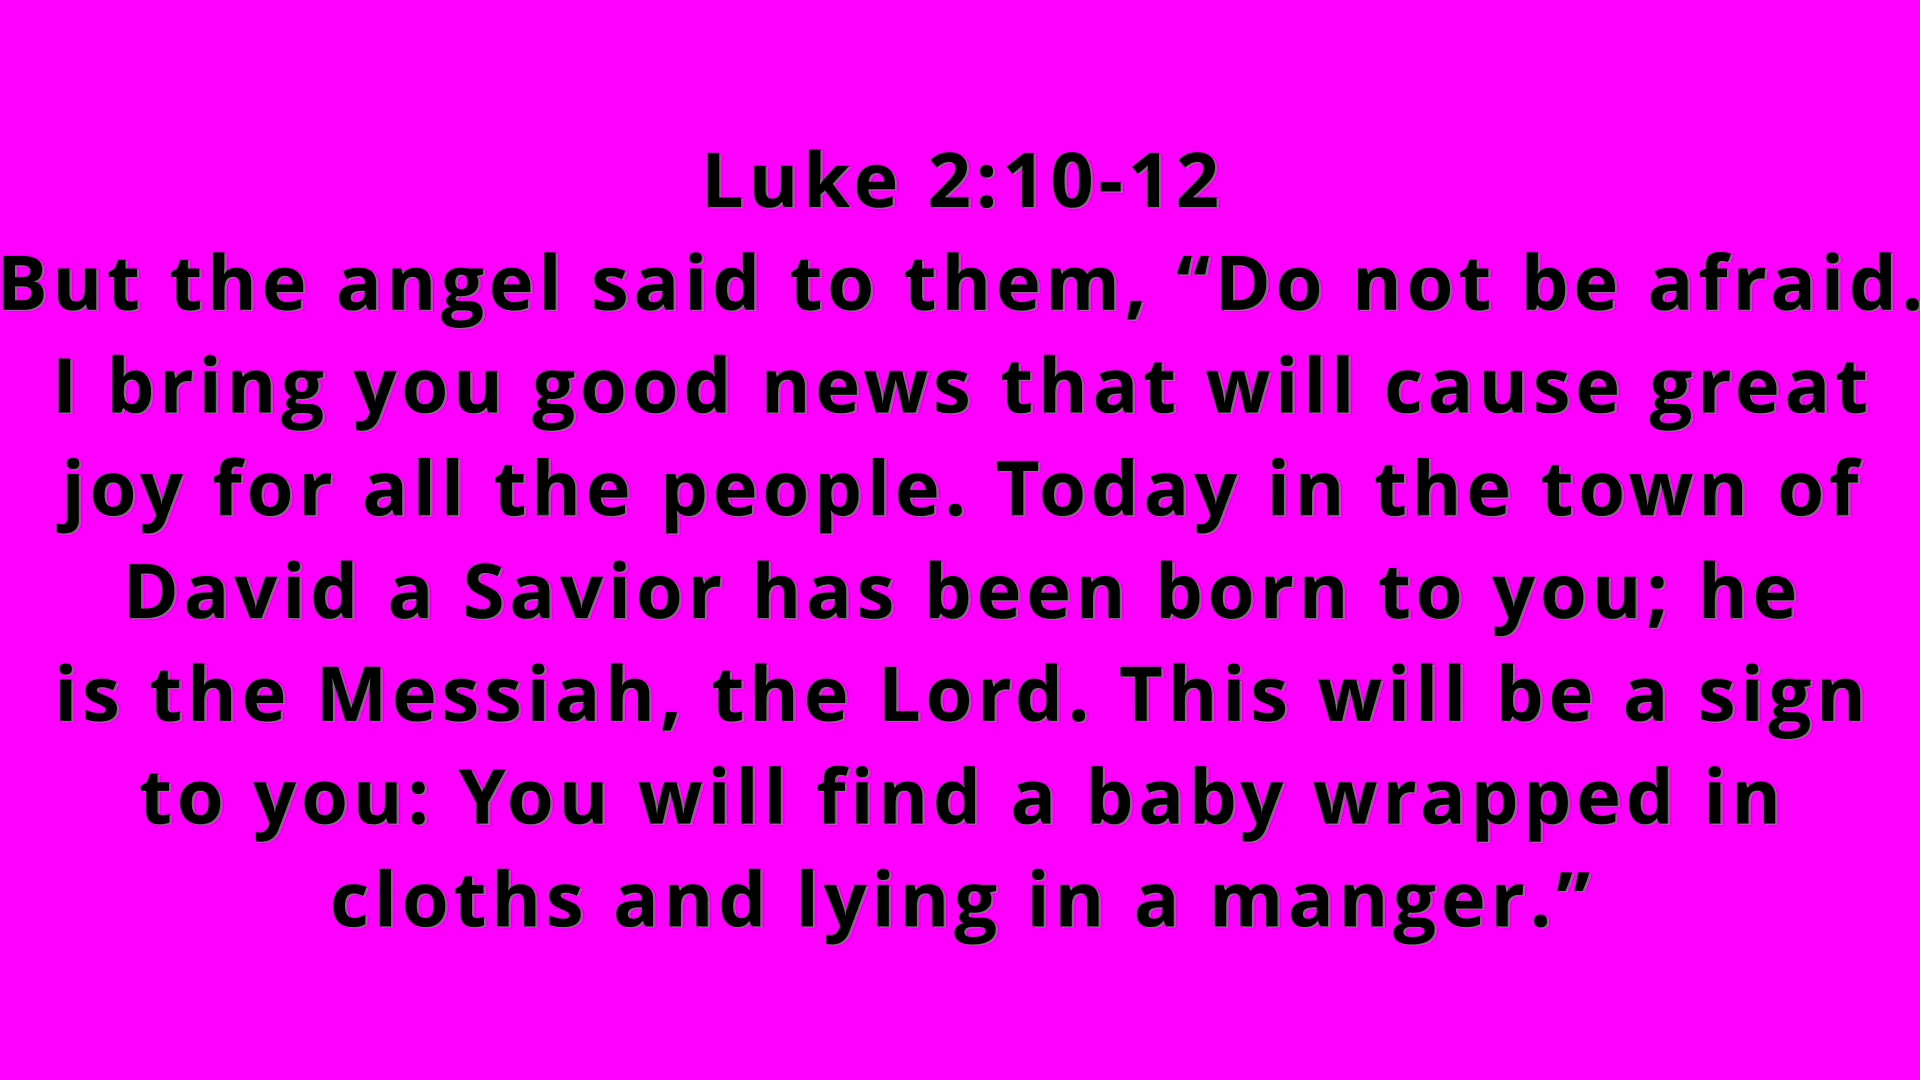 Luke 2:10-12
But the angel said to them, “Do not be afraid.
I bring you good news that will cause great
joy for all the people. Today in the town of
David a Savior has been born to you; he
is the Messiah, the Lord. This will be a sign
to you: You will find a baby wrapped in
cloths and lying in a manger.”